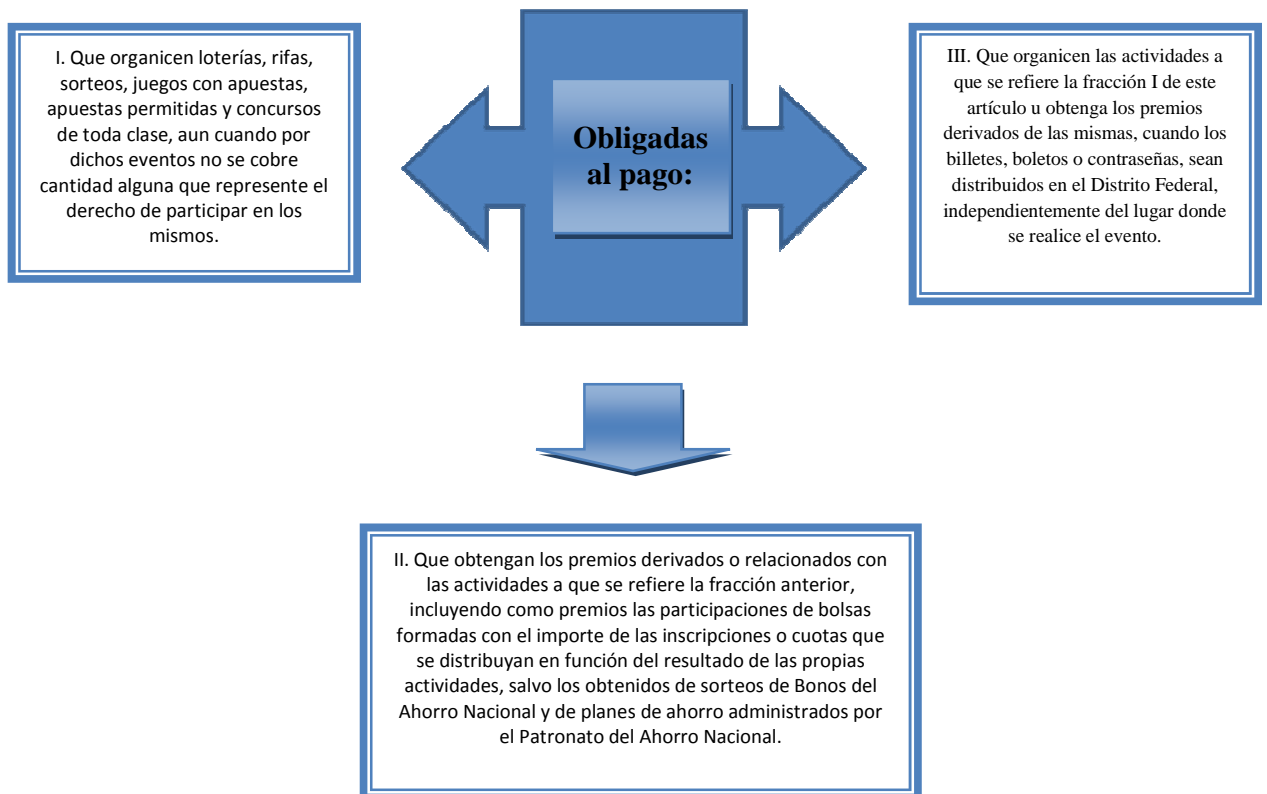 Obligadas
al pago:
I. Que organicen loterías, rifas,
sorteos, juegos con apuestas,
apuestas permitidas y concursos
de toda clase, aun cuando por
dichos eventos no se cobre
cantidad alguna que represente el
derecho de participar en los
mismos.
III. Que organicen las actividades a
que se refiere la fracción I de este
artículo u obtenga los premios
derivados de las mismas, cuando los
billetes, boletos o contraseñas, sean
distribuidos en el Distrito Federal,
independientemente del lugar donde
se realice el evento.
II. Que obtengan los premios derivados o relacionados con
las actividades a que se refiere la fracción anterior,
incluyendo como premios las participaciones de bolsas
formadas con el importe de las inscripciones o cuotas que
se distribuyan en función del resultado de las propias
actividades, salvo los obtenidos de sorteos de Bonos del
Ahorro Nacional y de planes de ahorro administrados por
el Patronato del Ahorro Nacional.